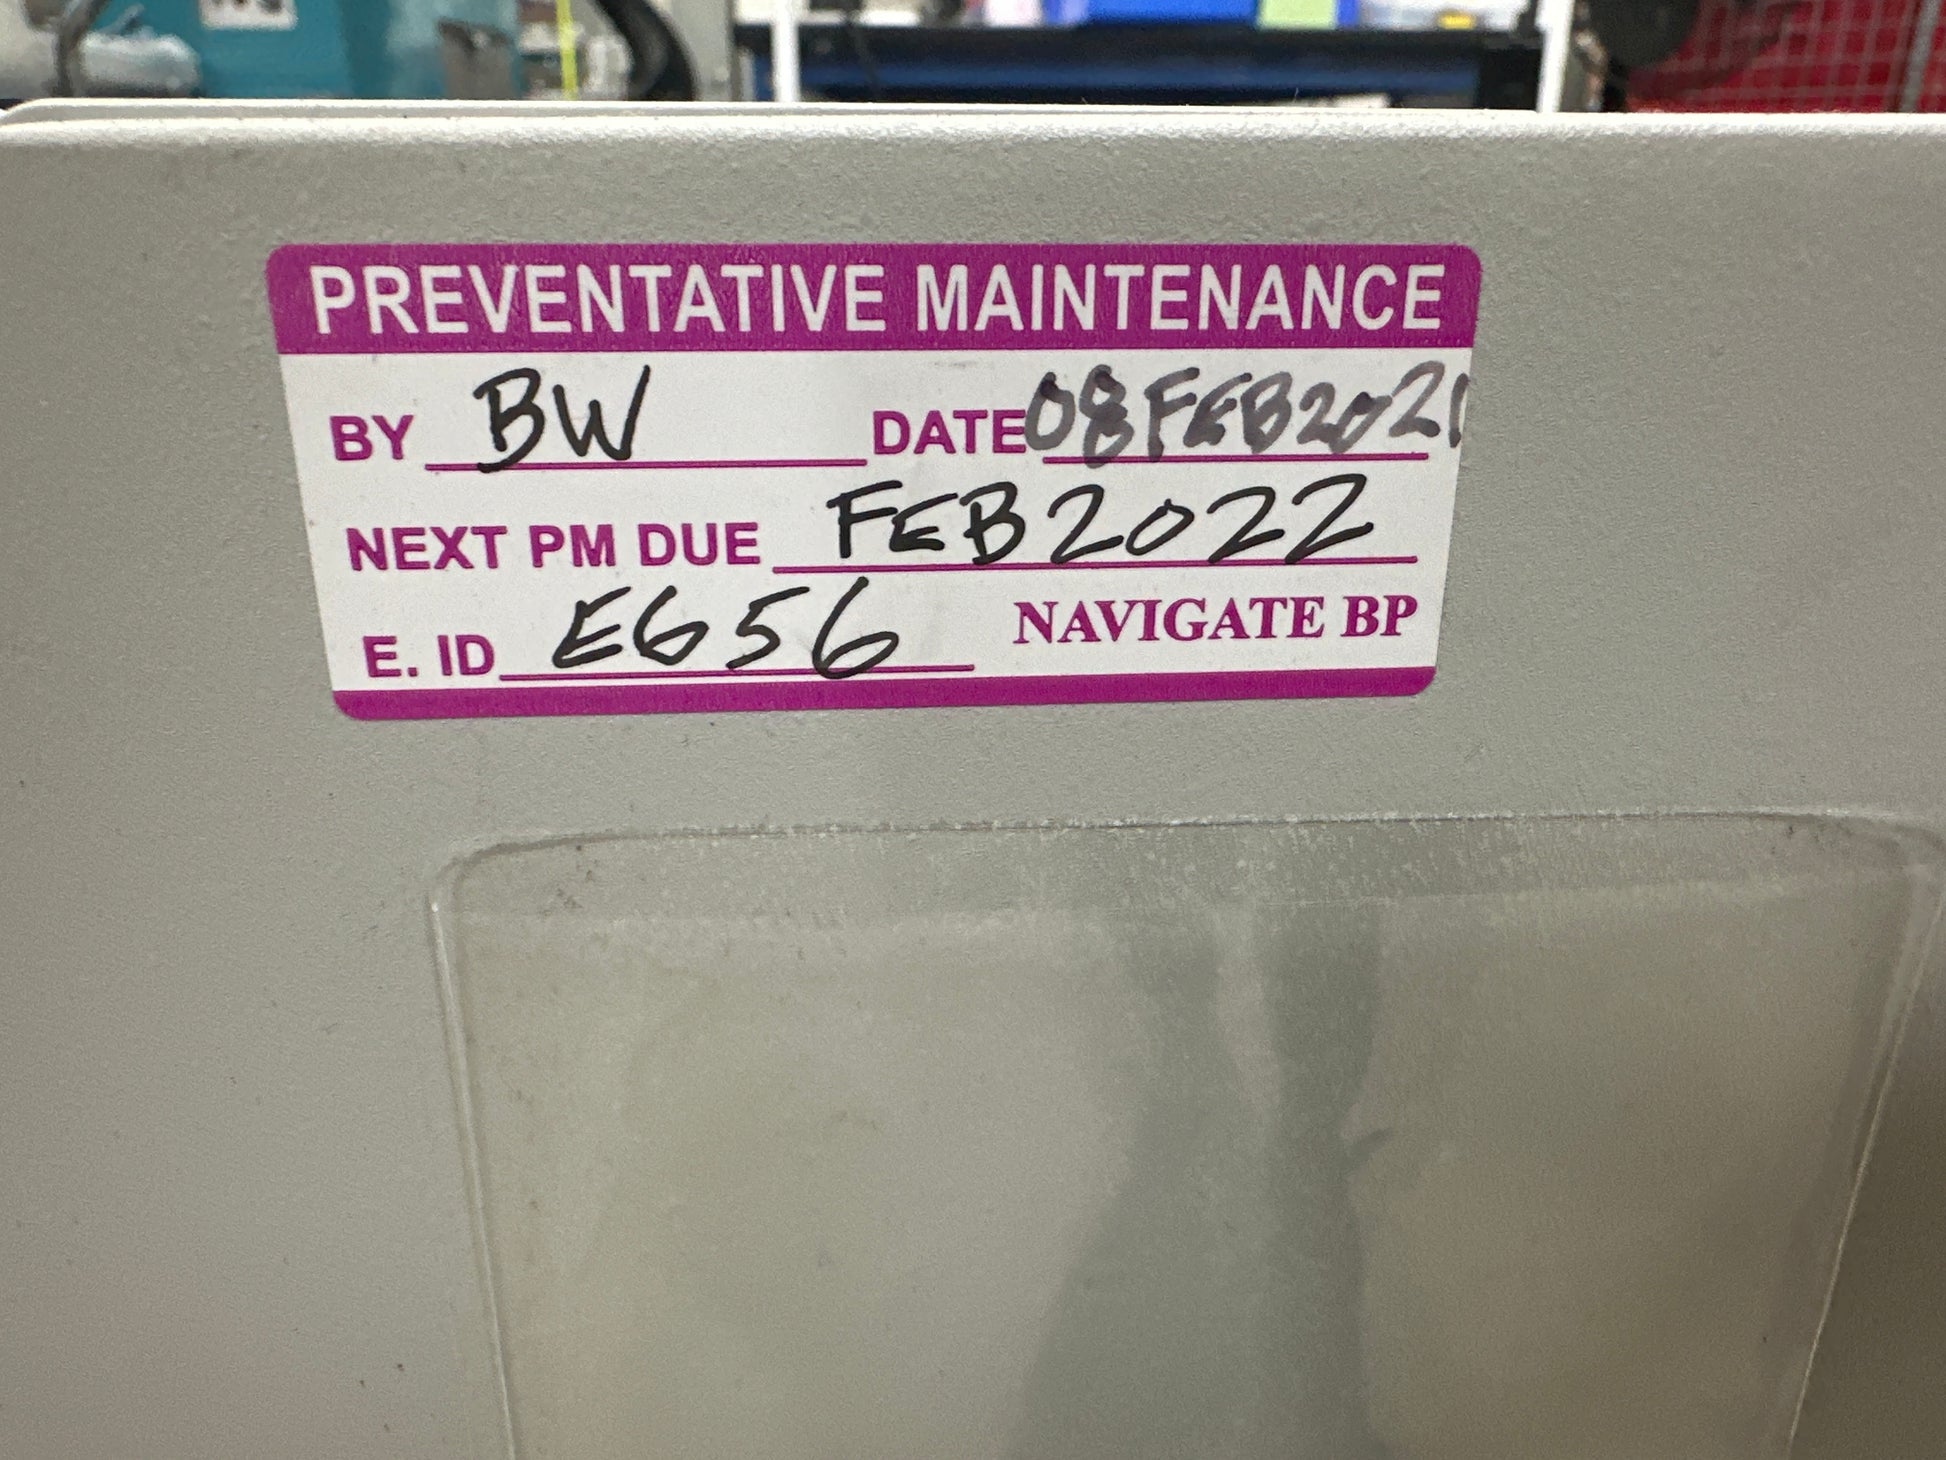 PREVENTATIVE MAINTENANCE
BY BW DATE 08FEB2021
NEXT PM DUE FEB2022
E. ID E656 NAVIGATE BP